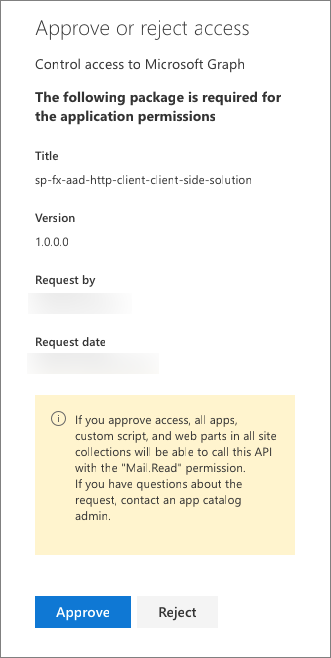 Approve or reject access
Control access to Microsoft Graph
The following package is required for
the application permissions
Title
sp-fx-aad-http-client-client-side-solution
Version
1.0.0.0
Request by
Request date
If you approve access, all apps,
custom script, and web parts in all site
collections will be able to call this API
with the "Mail.Read" permission.
If you have questions about the
request, contact an app catalog
admin.
Approve
Reject